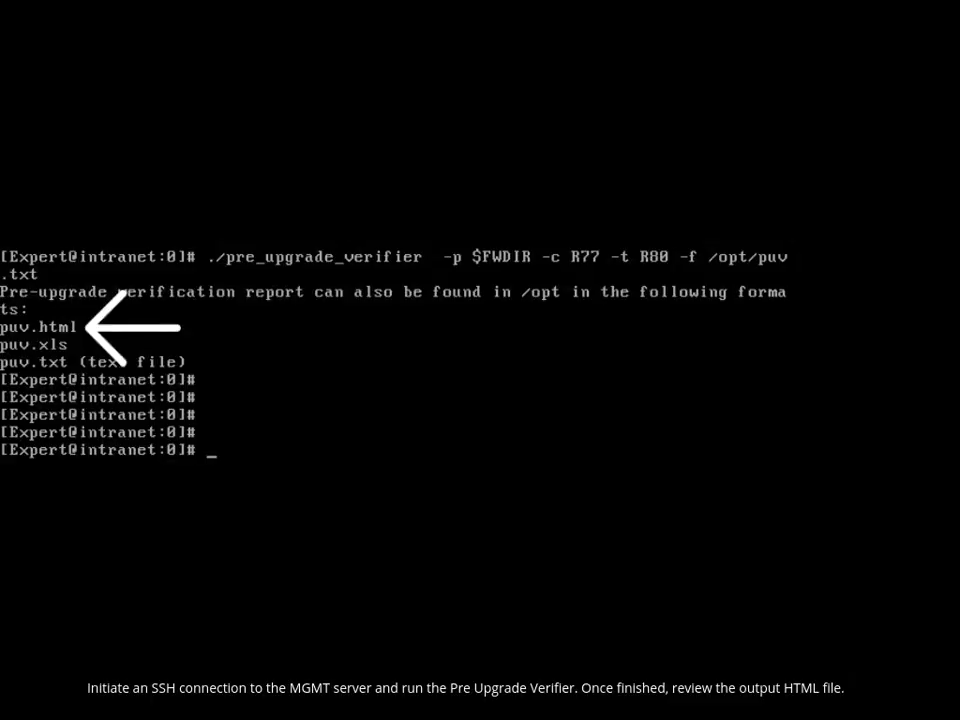 [Expert@intranet:0]# ./pre_upgrade_verifier  -p $FWDIR -c R77 -t R80 -f /opt/puv
.txt
Pre-upgrade verification report can also be found in /opt in the following forma
ts:
puv.html
puv.xls
puv.txt (text file)
[Expert@intranet:0]#
[Expert@intranet:0]#
[Expert@intranet:0]#
[Expert@intranet:0]#
[Expert@intranet:0]# _
Initiate an SSH connection to the MGMT server and run the Pre Upgrade Verifier. Once finished, review the output HTML file.